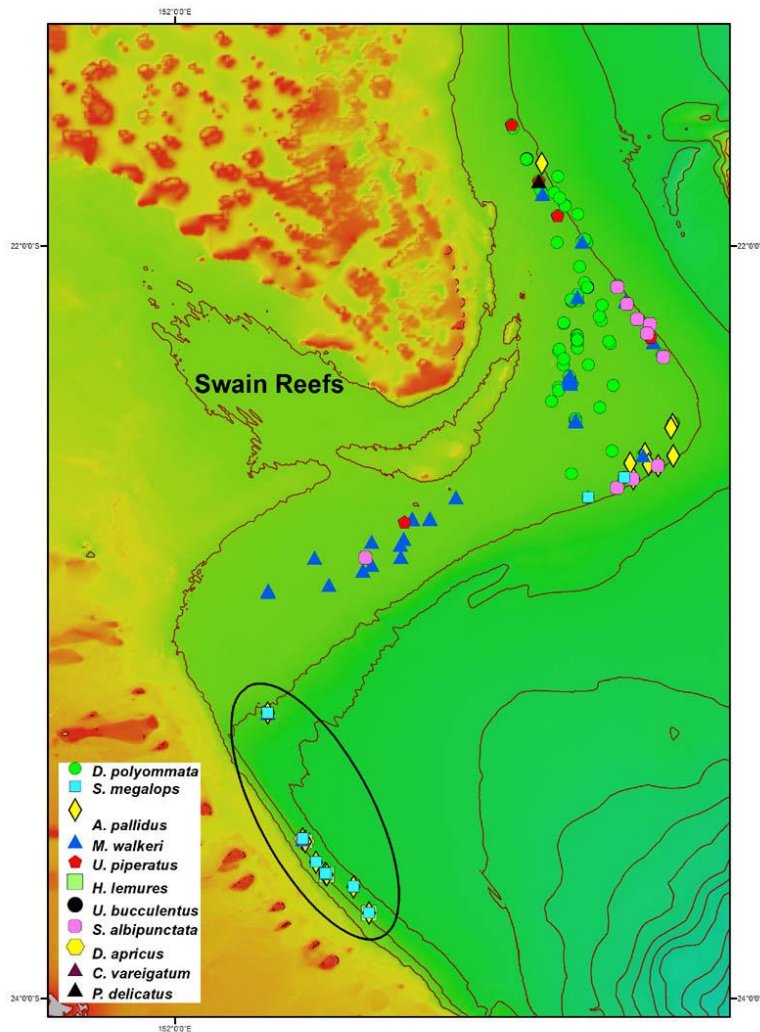 152°0'0"E
22°0'0"S
22°0'0"S
Swain Reefs
D. polyommata
S. megalops
A. pallidus
M. walkeri
U. piperatus
H. lemures
U. bucculentus
S. albipunctata
D. apricus
C. vareigatum
P. delicatus
24°0'0"S
24°0'0"S
152°0'0"E